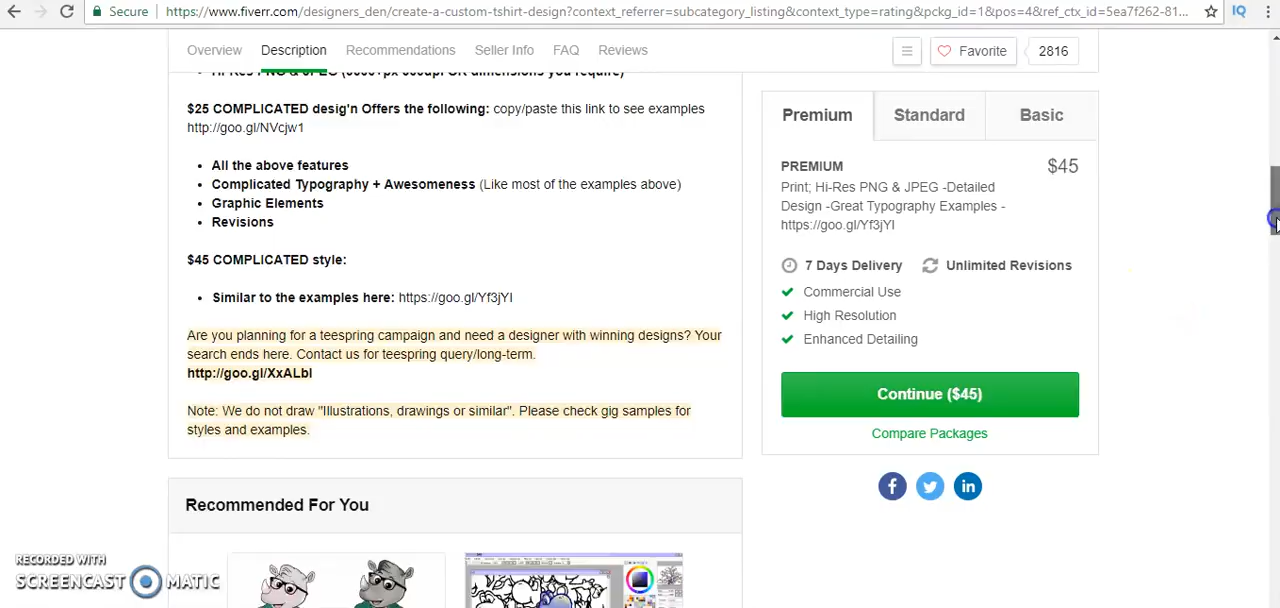 Secure https://www.fiverr.com/designers_den/create-a-custom-tshirt-design?context_referrer=subcategory_listing&context_type=rating&pckg_id=1&pos=4&ref_ctx_id=5ea7f262-81...
Overview Description Recommendations Seller Info FAQ Reviews
Favorite 2816
$25 COMPLICATED desig'n Offers the following: copy/paste this link to see examples
http://goo.gl/NVcjw1
• All the above features
• Complicated Typography + Awesomeness (Like most of the examples above)
• Graphic Elements
• Revisions
$45 COMPLICATED style:
• Similar to the examples here: https://goo.gl/Yf3jYI
Are you planning for a teespring campaign and need a designer with winning designs? Your
search ends here. Contact us for teespring query/long-term.
http://goo.gl/XxALbI
Note: We do not draw "Illustrations, drawings or similar". Please check gig samples for
styles and examples.
Recommended For You
Premium Standard Basic
PREMIUM $45
Print; Hi-Res PNG & JPEG -Detailed
Design -Great Typography Examples -
https://goo.gl/Yf3jYI
7 Days Delivery Unlimited Revisions
Commercial Use
High Resolution
Enhanced Detailing
Continue ($45)
Compare Packages
RECORDED WITH
SCREENCAST MATIC